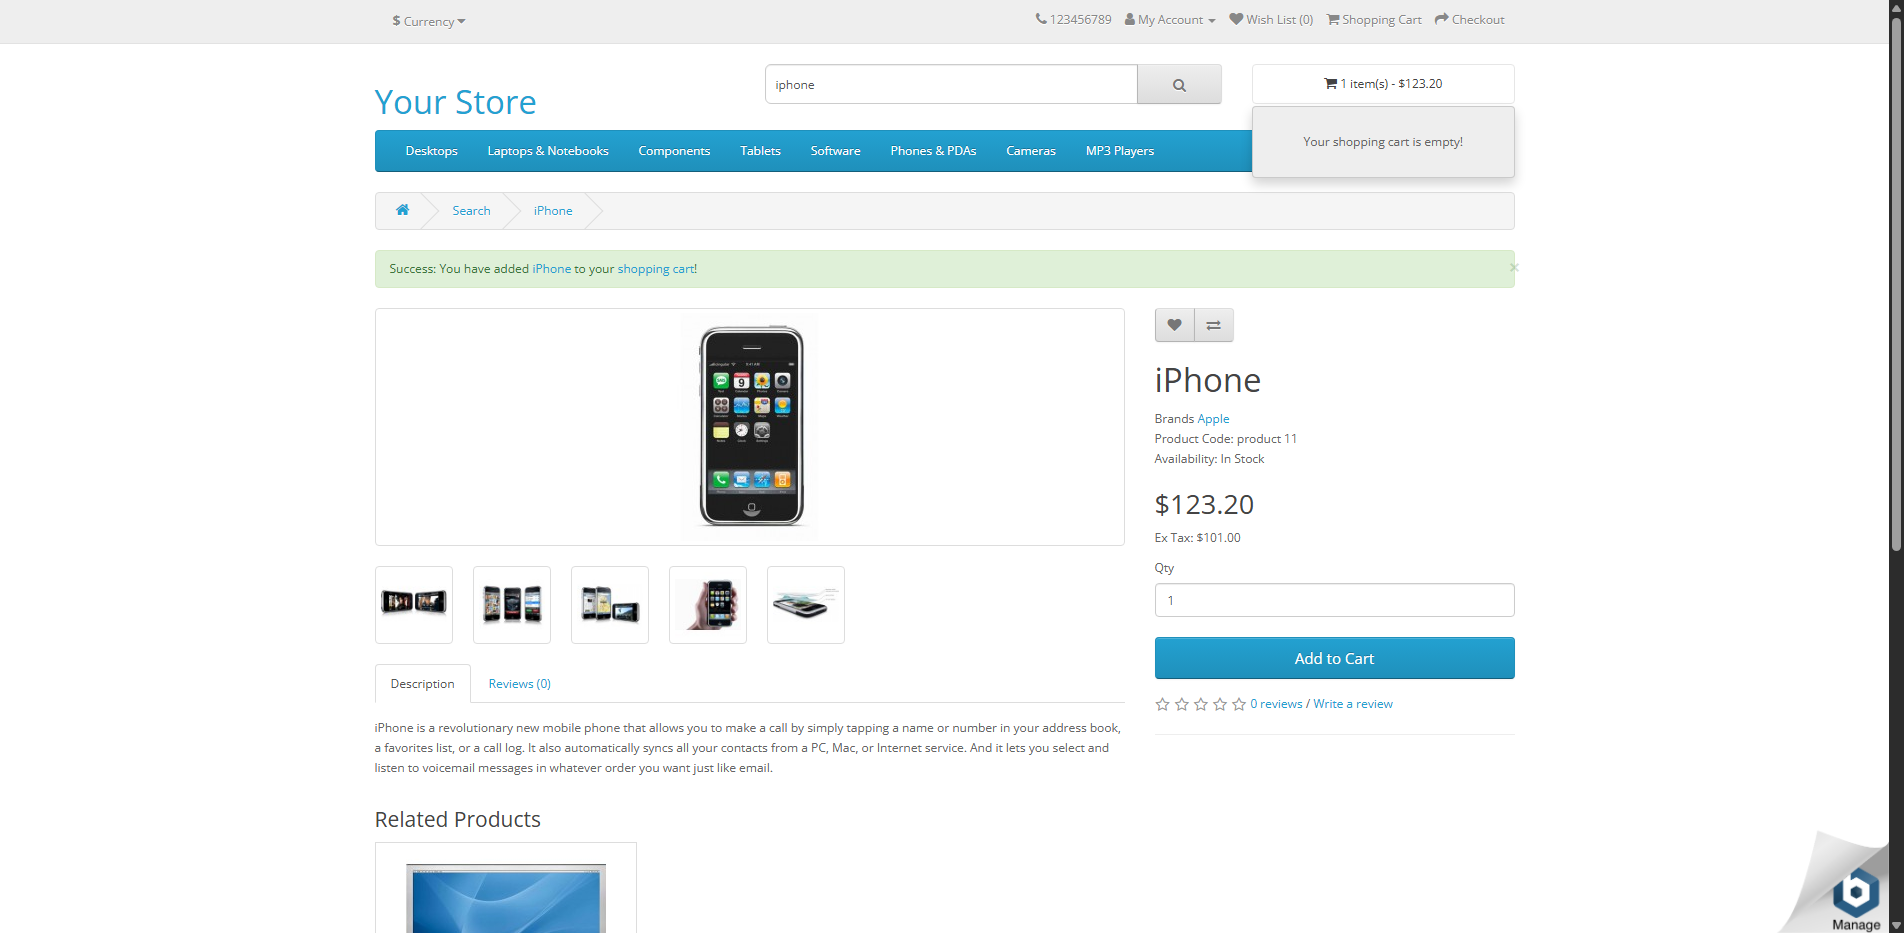 $ Currency
123456789 My Account Wish List (0) Shopping Cart Checkout
Your Store
iphone
1 item(s) - $123.20
Your shopping cart is empty!
Desktops Laptops & Notebooks Components Tablets Software Phones & PDAs Cameras MP3 Players
Search iPhone
Success: You have added iPhone to your shopping cart!
×
iPhone
Brands Apple
Product Code: product 11
Availability: In Stock
$123.20
Ex Tax: $101.00
Qty
1
Add to Cart
0 reviews / Write a review
Description Reviews (0)
iPhone is a revolutionary new mobile phone that allows you to make a call by simply tapping a name or number in your address book,
a favorites list, or a call log. It also automatically syncs all your contacts from a PC, Mac, or Internet service. And it lets you select and
listen to voicemail messages in whatever order you want just like email.
Related Products
Manage